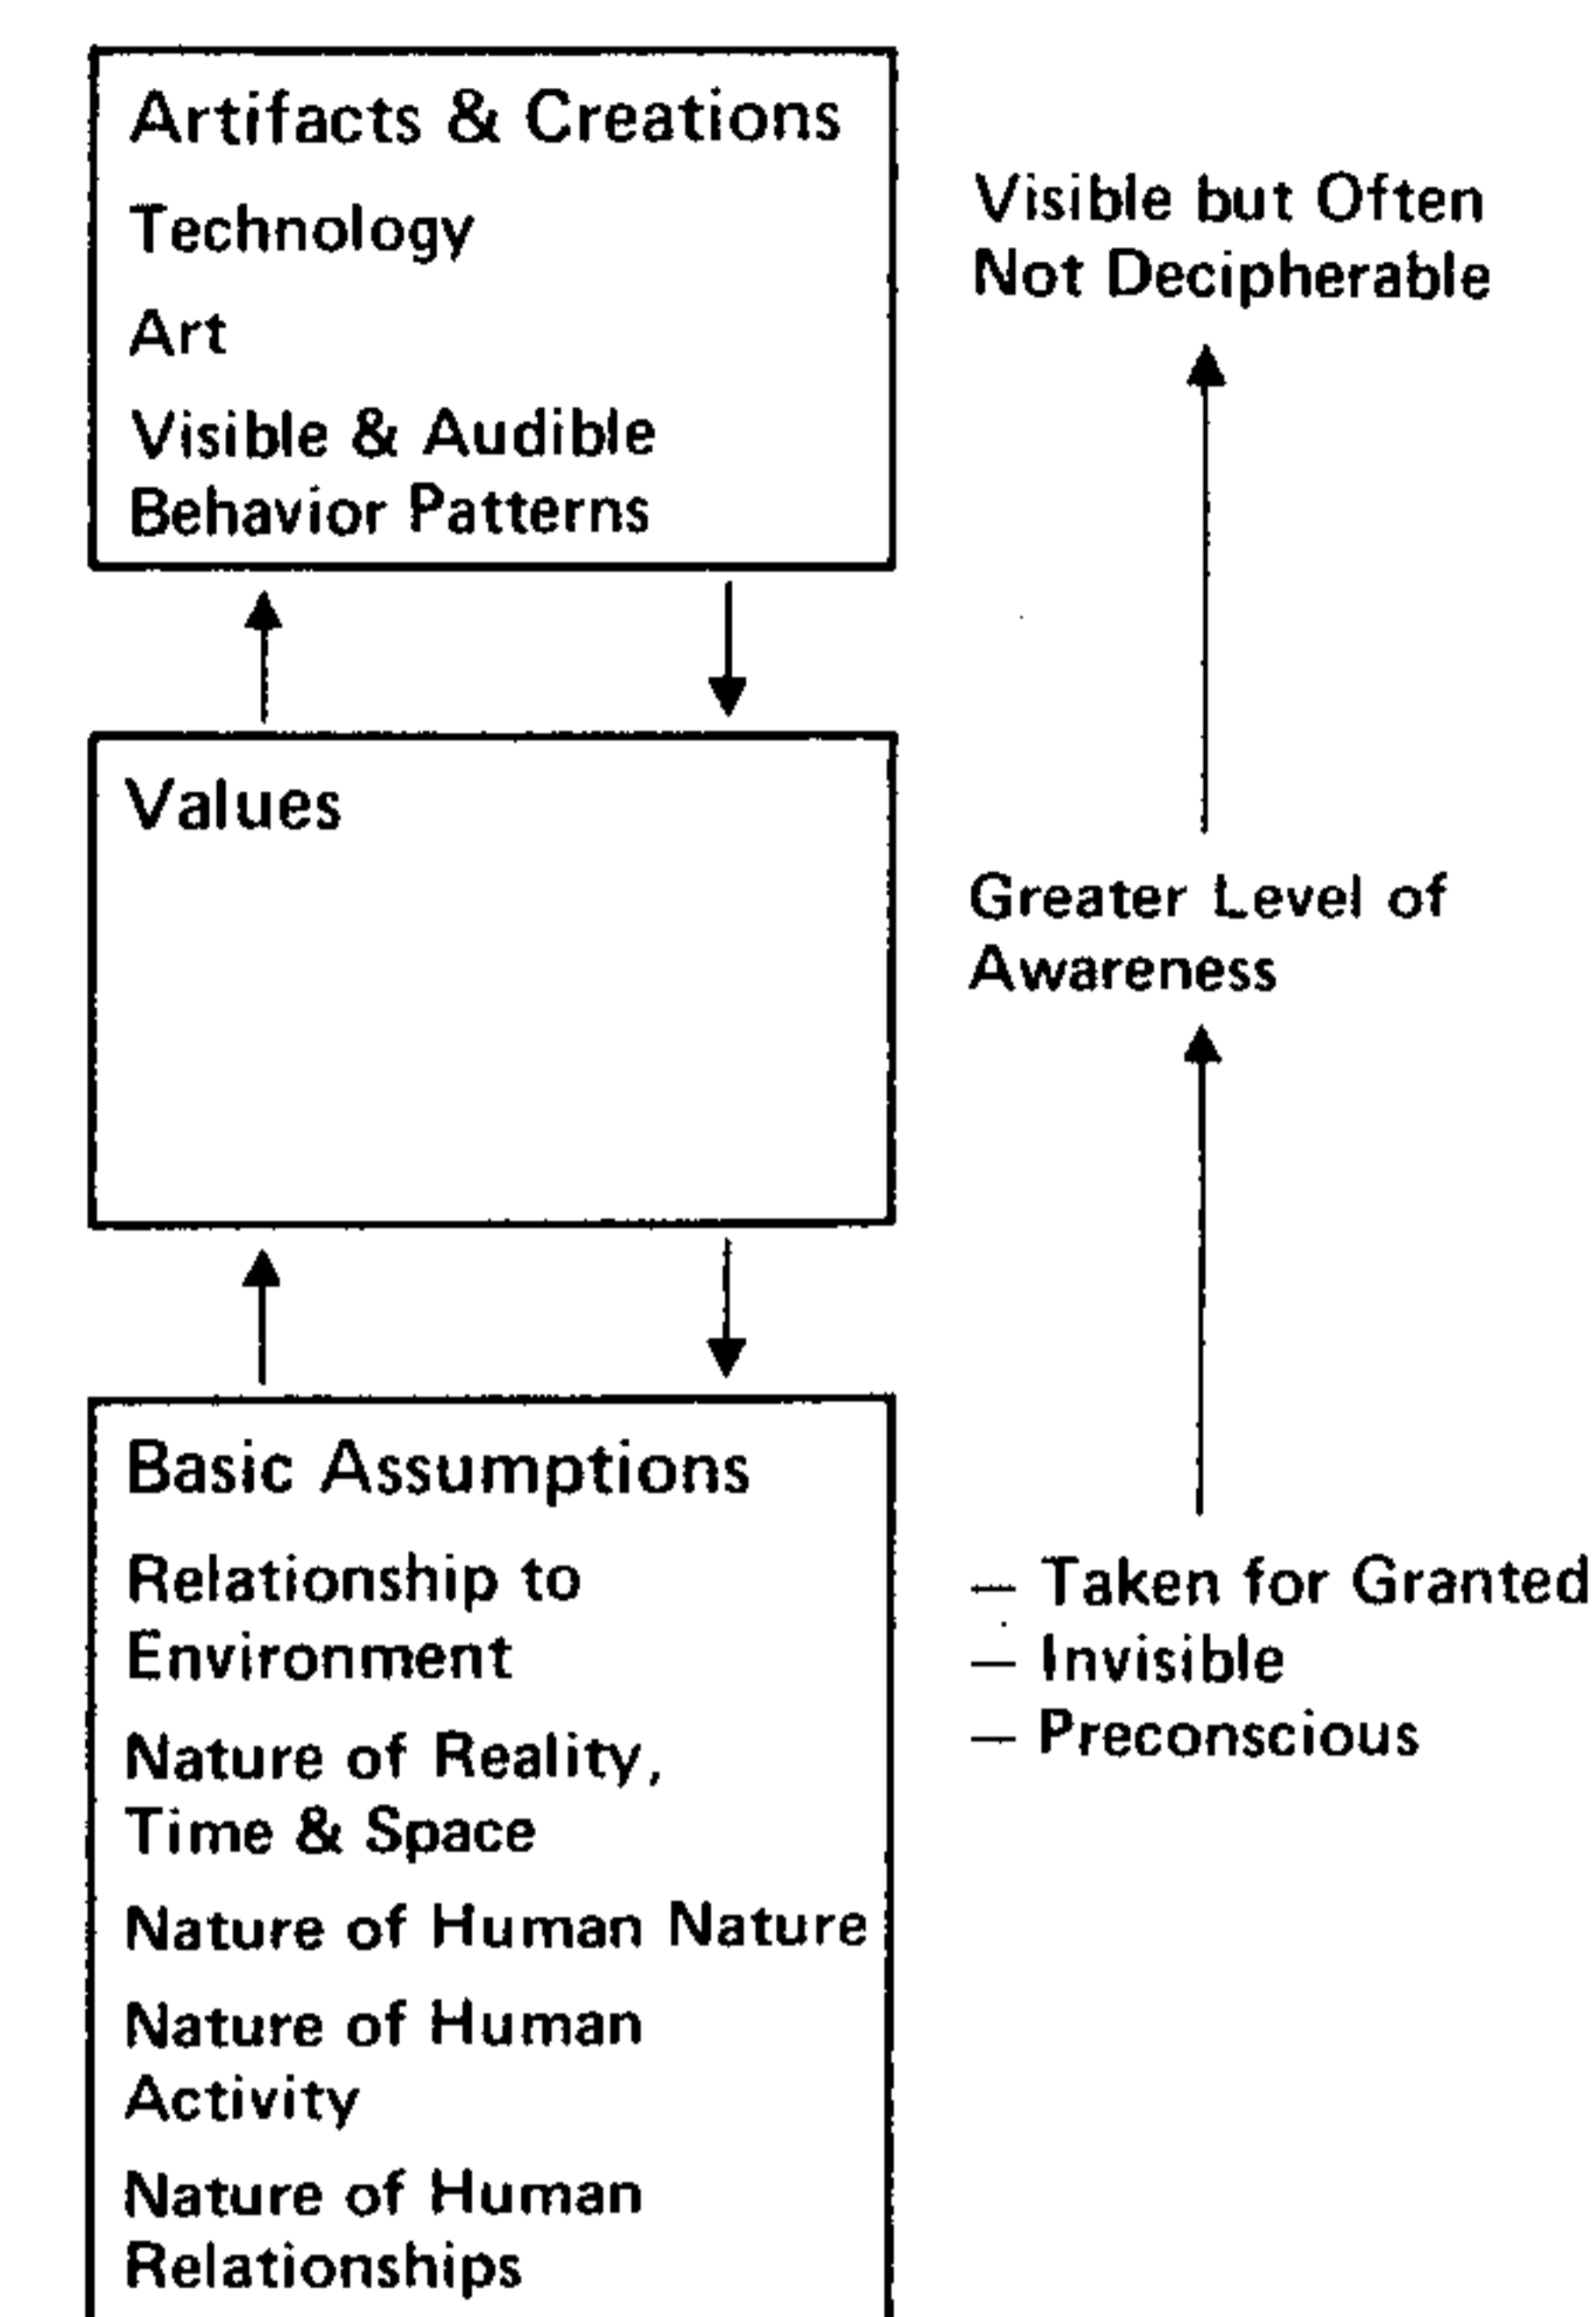 Artifacts & Creations
Technology
Art
Visible & Audible
Behavior Patterns
Visible but Often
Not Decipherable
Values
Greater Level of
Awareness
Basic Assumptions
Relationship to
Environment
Nature of Reality,
Time & Space
Nature of Human Nature
Nature of Human
Activity
Nature of Human
Relationships
— Taken for Granted
— Invisible
— Preconscious